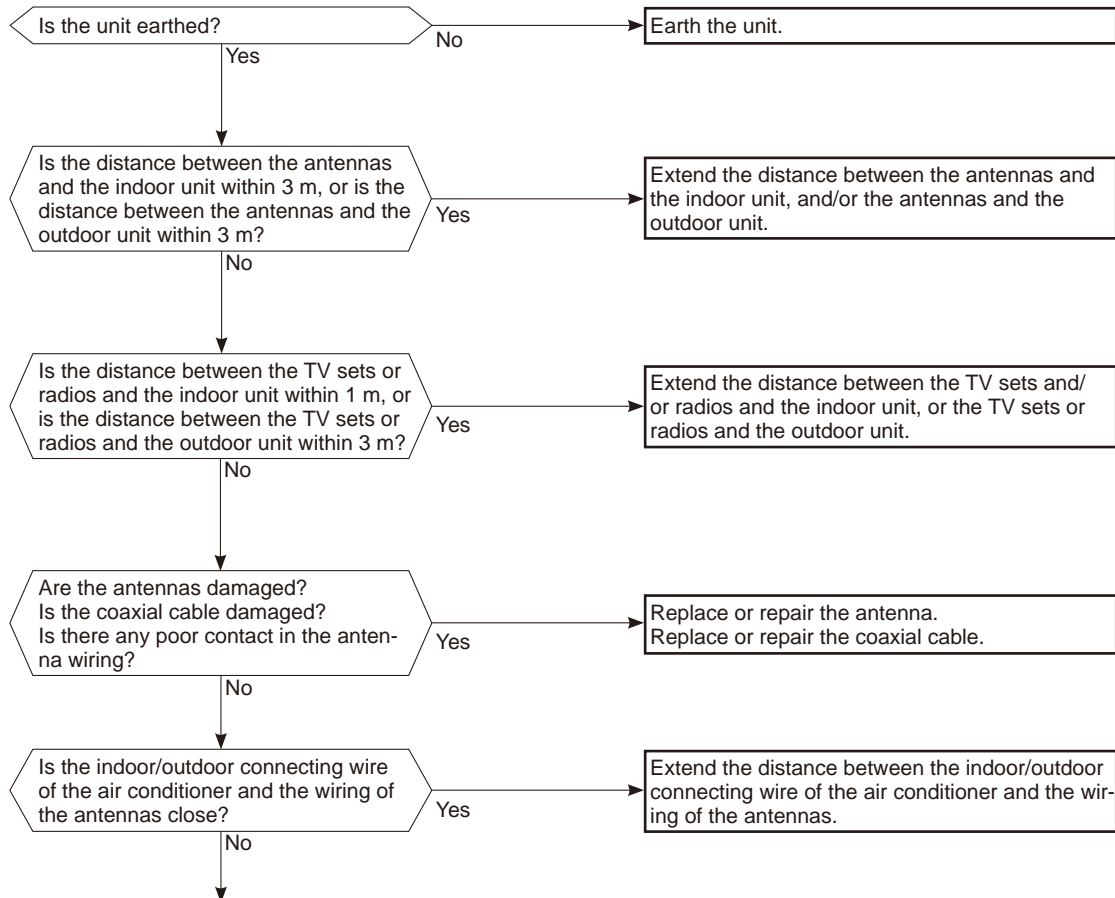 Is the unit earthed?
No
Earth the unit.
Yes
Is the distance between the antennas
and the indoor unit within 3 m, or is the
distance between the antennas and the
outdoor unit within 3 m?
Yes
Extend the distance between the antennas and
the indoor unit, and/or the antennas and the
outdoor unit.
No
Is the distance between the TV sets or
radios and the indoor unit within 1 m, or
is the distance between the TV sets or
radios and the outdoor unit within 3 m?
Yes
Extend the distance between the TV sets and/
or radios and the indoor unit, or the TV sets or
radios and the outdoor unit.
No
Are the antennas damaged?
Is the coaxial cable damaged?
Is there any poor contact in the anten-
na wiring?
Yes
Replace or repair the antenna.
Replace or repair the coaxial cable.
No
Is the indoor/outdoor connecting wire
of the air conditioner and the wiring of
the antennas close?
Yes
Extend the distance between the indoor/outdoor
connecting wire of the air conditioner and the wir-
ing of the antennas.
No